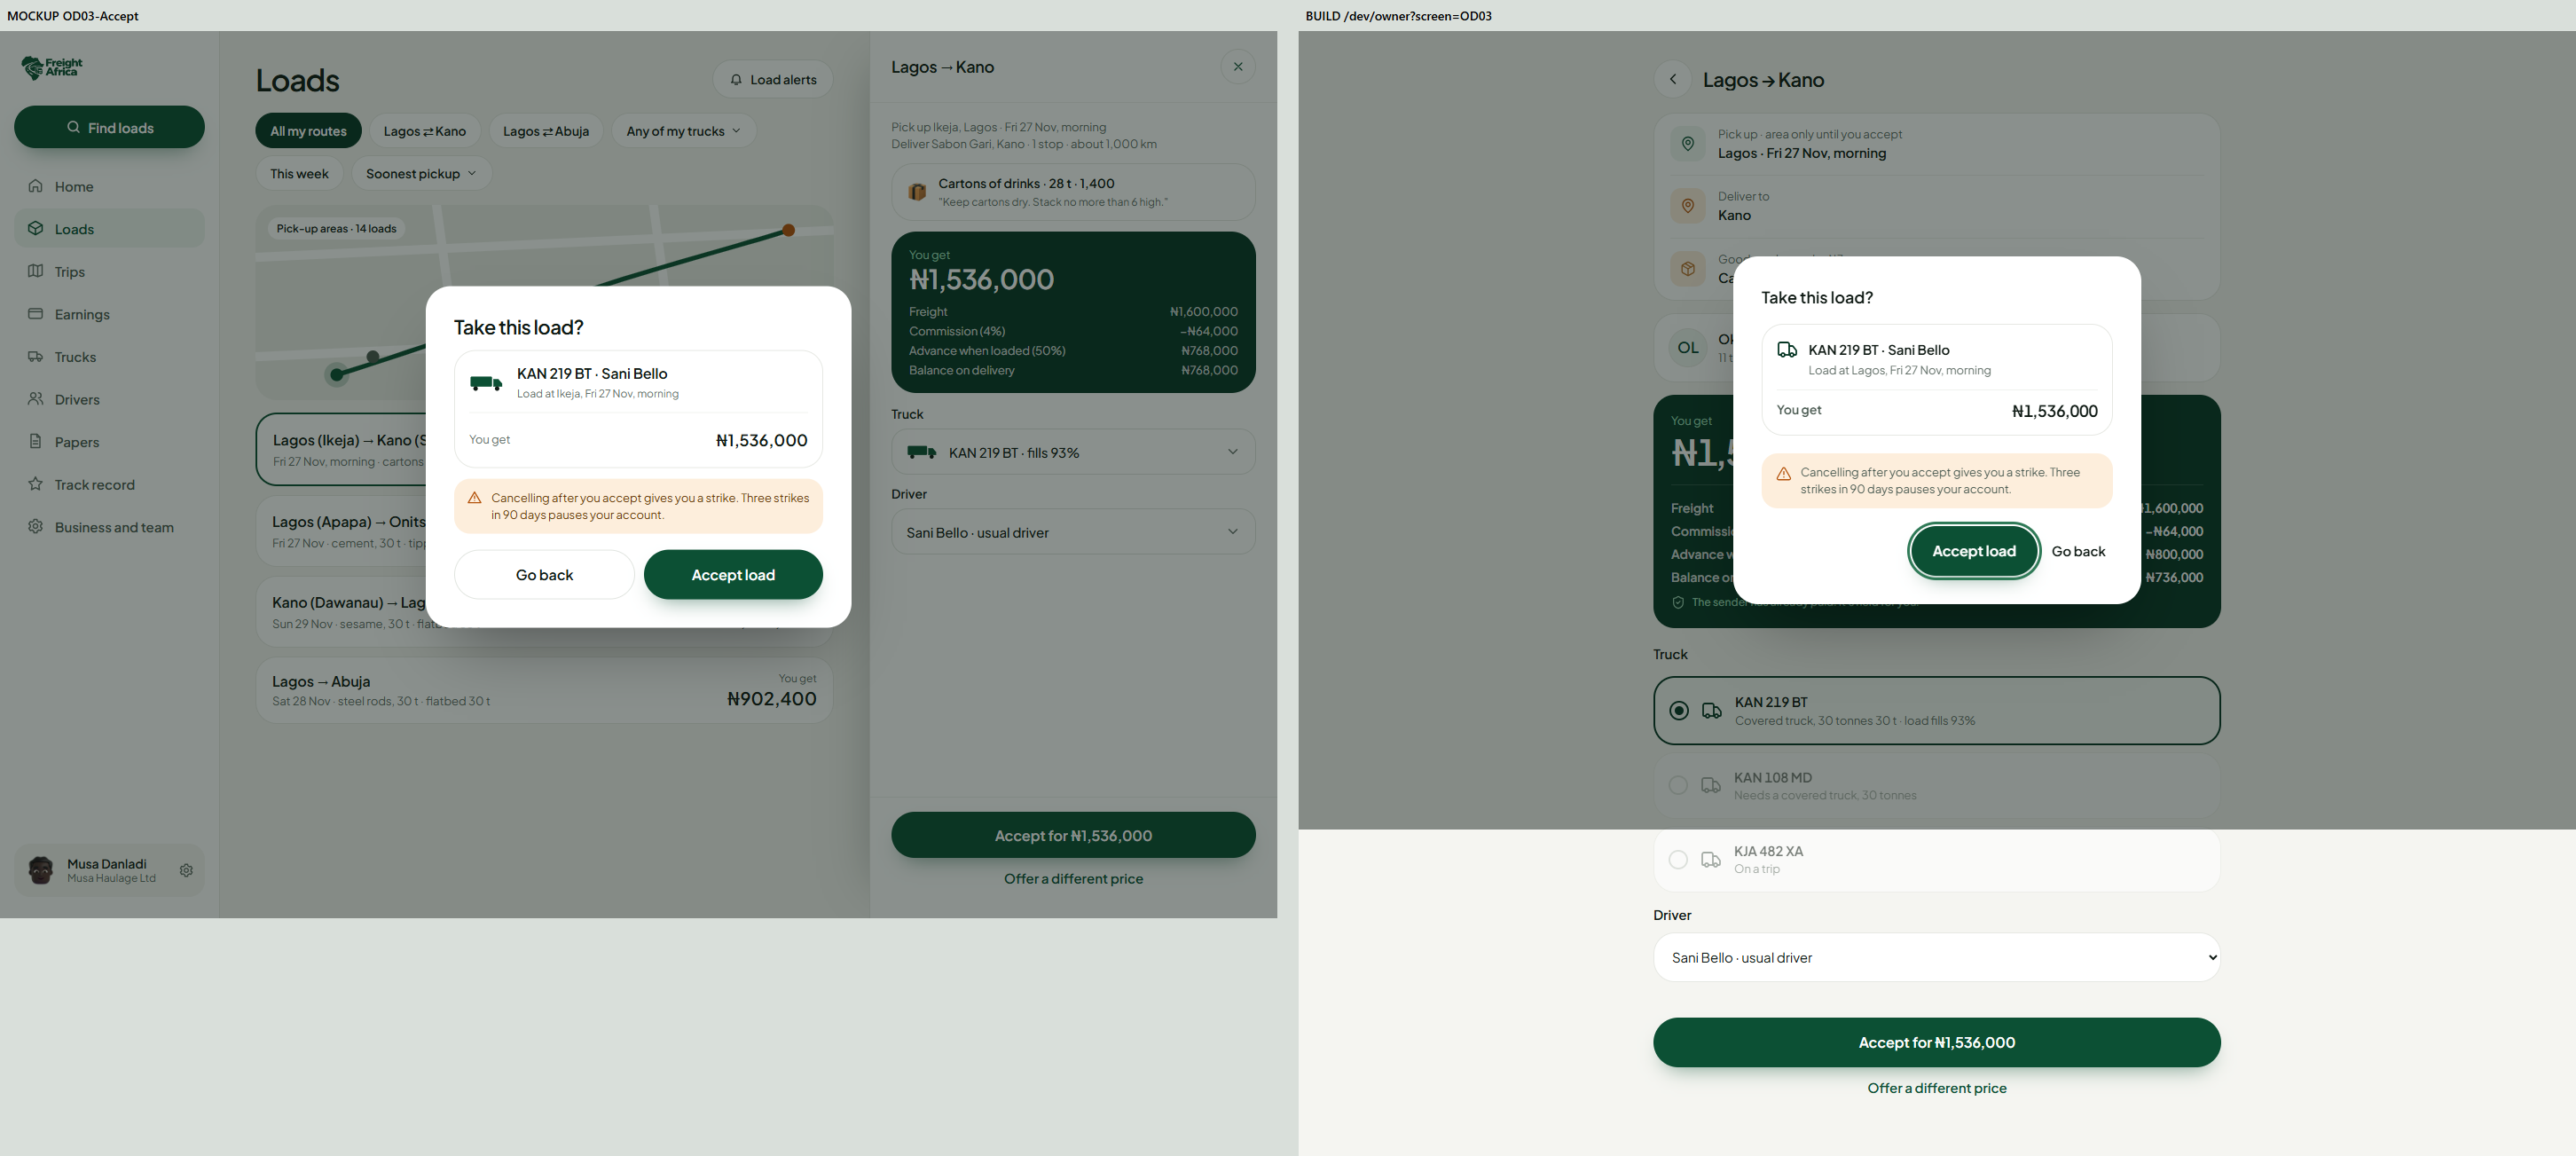 MOCKUP OD03-Accept
Freight Africa
Find loads
Home
Loads
Trips
Earnings
Trucks
Drivers
Papers
Track record
Business and team
Musa Danladi
Musa Haulage Ltd
Loads
Load alerts
All my routes
Lagos ⇄ Kano
Lagos ⇄ Abuja
Any of my trucks
This week
Soonest pickup
Pick-up areas · 14 loads
Lagos (Ikeja) → Kano (S
Fri 27 Nov, morning · cartons
Lagos (Apapa) → Onits
Fri 27 Nov · cement, 30 t · tipp
Kano (Dawanau) → Lag
Sun 29 Nov · sesame, 30 t · flatb
Lagos → Abuja
Sat 28 Nov · steel rods, 30 t · flatbed 30 t
You get
₦902,400
Take this load?
KAN 219 BT · Sani Bello
Load at Ikeja, Fri 27 Nov, morning
You get ₦1,536,000
Cancelling after you accept gives you a strike. Three strikes
in 90 days pauses your account.
Go back
Accept load
Lagos → Kano
Pick up Ikeja, Lagos · Fri 27 Nov, morning
Deliver Sabon Gari, Kano · 1 stop · about 1,000 km
Cartons of drinks · 28 t · 1,400
"Keep cartons dry. Stack no more than 6 high."
You get
₦1,536,000
Freight ₦1,600,000
Commission (4%) −₦64,000
Advance when loaded (50%) ₦768,000
Balance on delivery ₦768,000
Truck
KAN 219 BT · fills 93%
Driver
Sani Bello · usual driver
Accept for ₦1,536,000
Offer a different price
BUILD /dev/owner?screen=OD03
Lagos → Kano
Pick up · area only until you accept
Lagos · Fri 27 Nov, morning
Deliver to
Kano
Goo
Ca
OL
Ol
11 t
You get
₦1,5
Freight ₦1,600,000
Commissi −₦64,000
Advance w ₦800,000
Balance o ₦736,000
The sender
Take this load?
KAN 219 BT · Sani Bello
Load at Lagos, Fri 27 Nov, morning
You get ₦1,536,000
Cancelling after you accept gives you a strike. Three
strikes in 90 days pauses your account.
Accept load
Go back
Truck
KAN 219 BT
Covered truck, 30 tonnes 30 t · load fills 93%
KAN 108 MD
Needs a covered truck, 30 tonnes
KJA 482 XA
On a trip
Driver
Sani Bello · usual driver
Accept for ₦1,536,000
Offer a different price